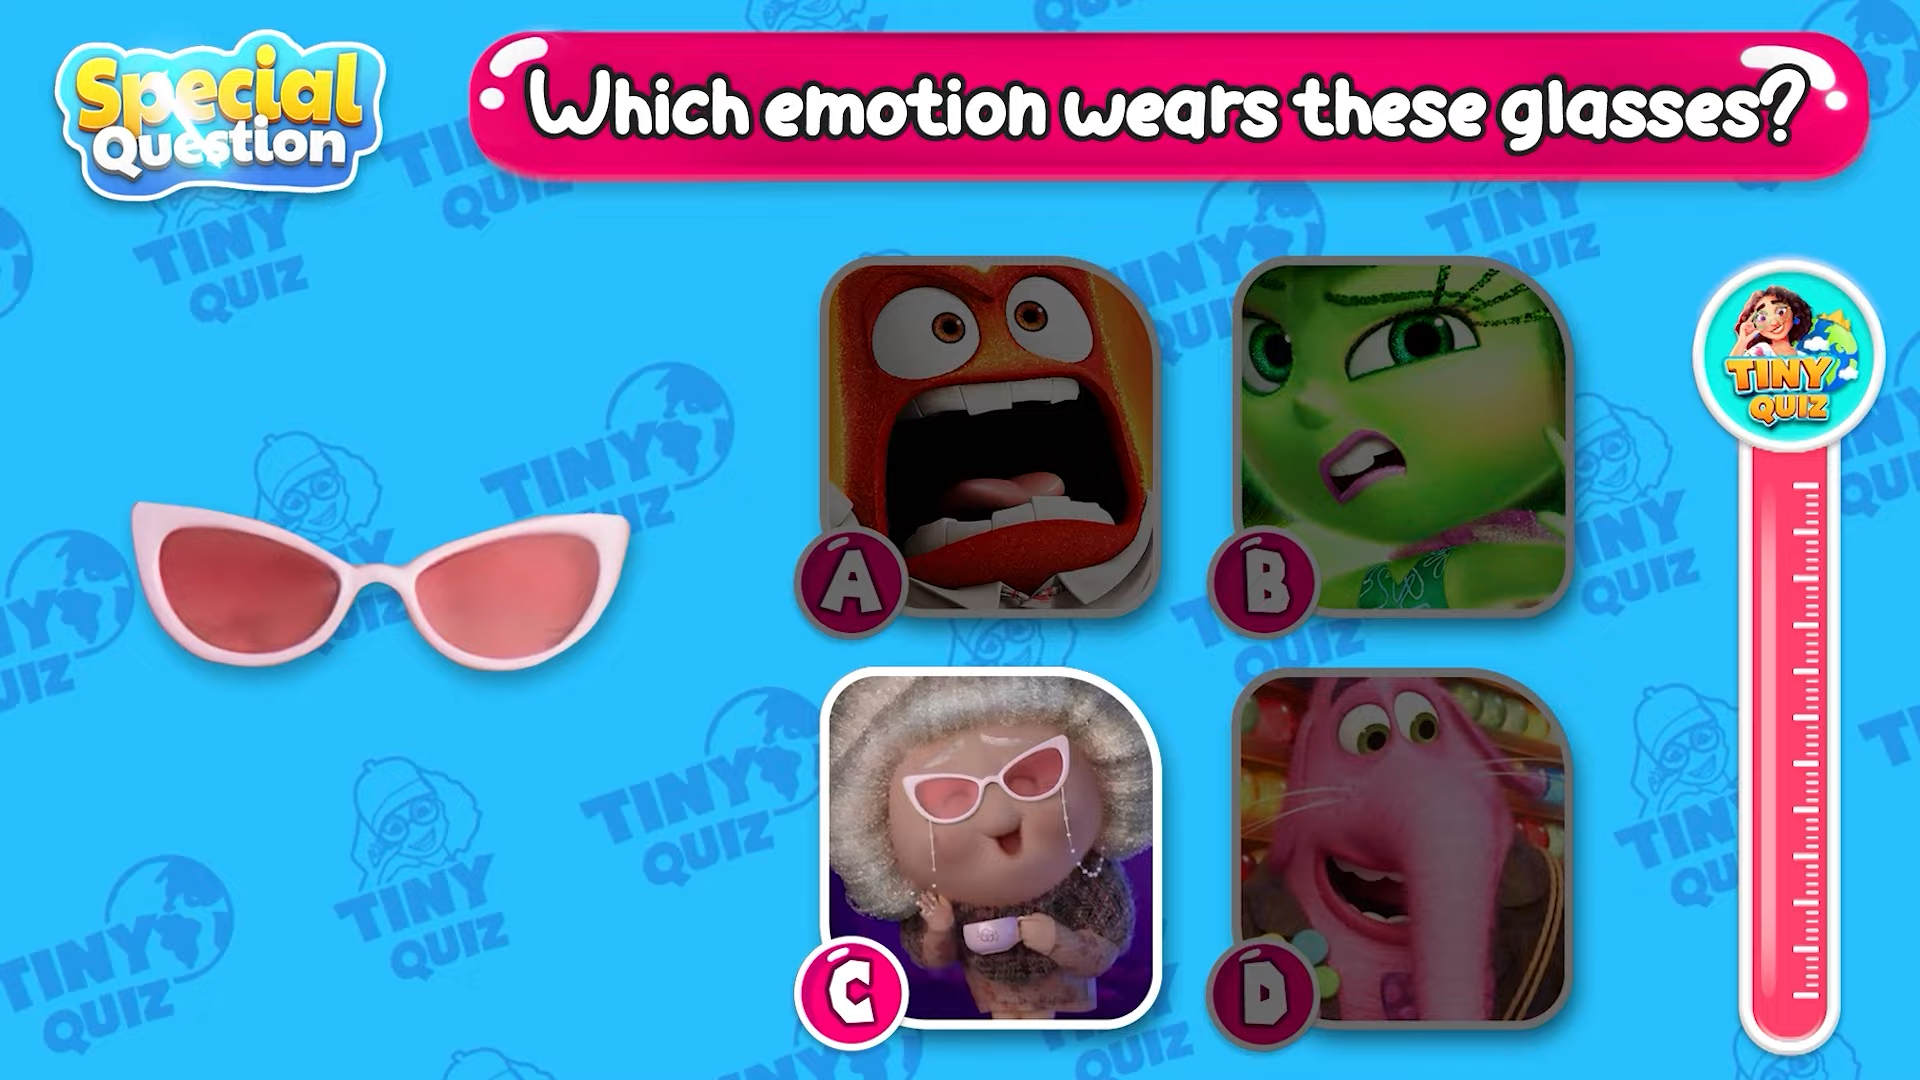 Special
Question
Which emotion wears these glasses?
TINY
QUIZ
A
B
C
D